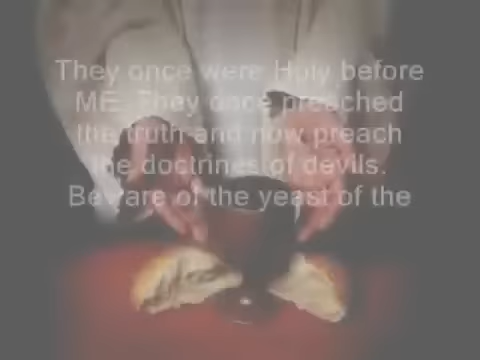 They once were Holy before
ME. They once preached
the truth and now preach
the doctrines of devils.
Beware of the yeast of the